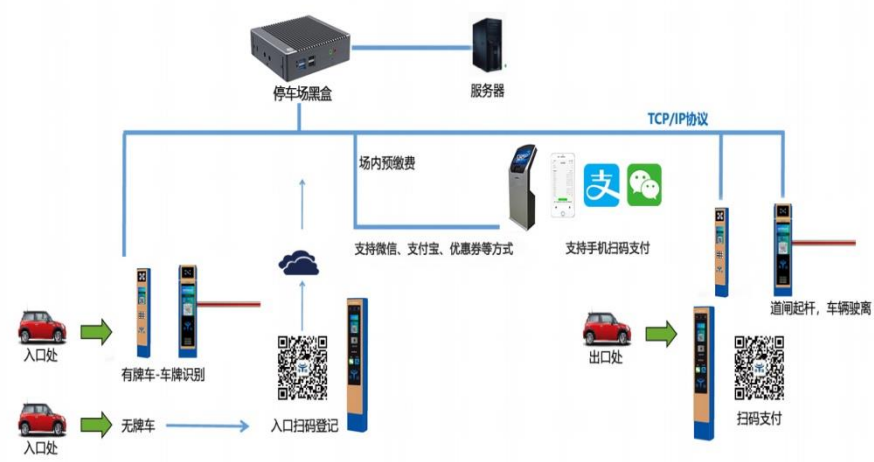 停车场黑盒
服务器
TCP/IP协议
场内预缴费
支
支持微信、支付宝、优惠券等方式
支持手机扫码支付
道闸起杆，车辆驶离
入口处
有牌车-车牌识别
出口处
扫码支付
入口处
无牌车
入口扫码登记